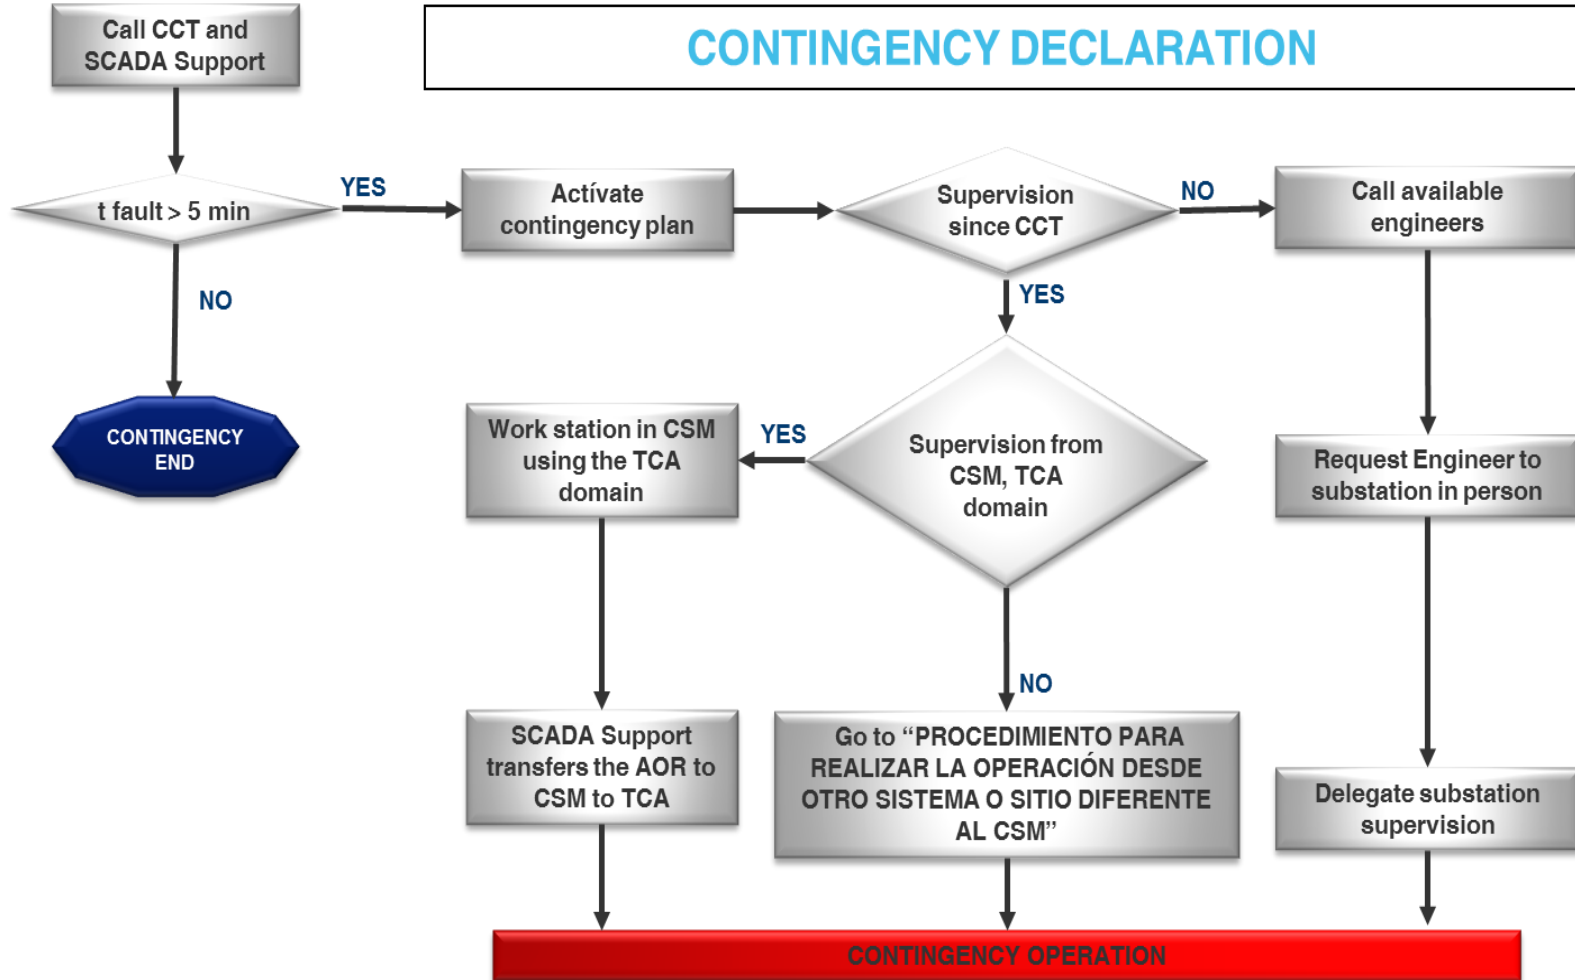 Call CCT and
SCADA Support
CONTINGENCY DECLARATION
t fault > 5 min
YES
Actívate
contingency plan
Supervision
since CCT
NO
Call available
engineers
NO
YES
CONTINGENCY
END
Work station in CSM
using the TCA
domain
YES
Supervision from
CSM, TCA
domain
Request Engineer to
substation in person
NO
SCADA Support
transfers the AOR to
CSM to TCA
Go to “PROCEDIMIENTO PARA
REALIZAR LA OPERACIÓN DESDE
OTRO SISTEMA O SITIO DIFERENTE
AL CSM”
Delegate substation
supervision
CONTINGENCY OPERATION